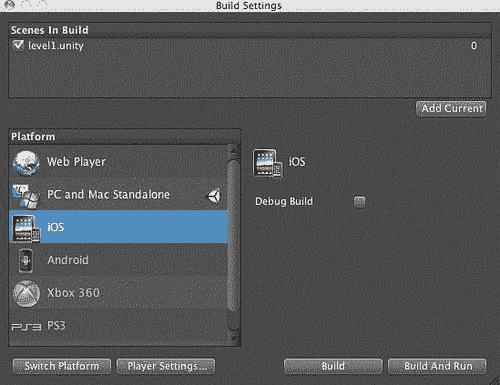 Build Settings
Scenes In Build
level1.unity 0
Add Current
Platform
Web Player
PC and Mac Standalone
iOS
Android
Xbox 360
PS3
iOS
Debug Build
Switch Platform
Player Settings...
Build
Build And Run